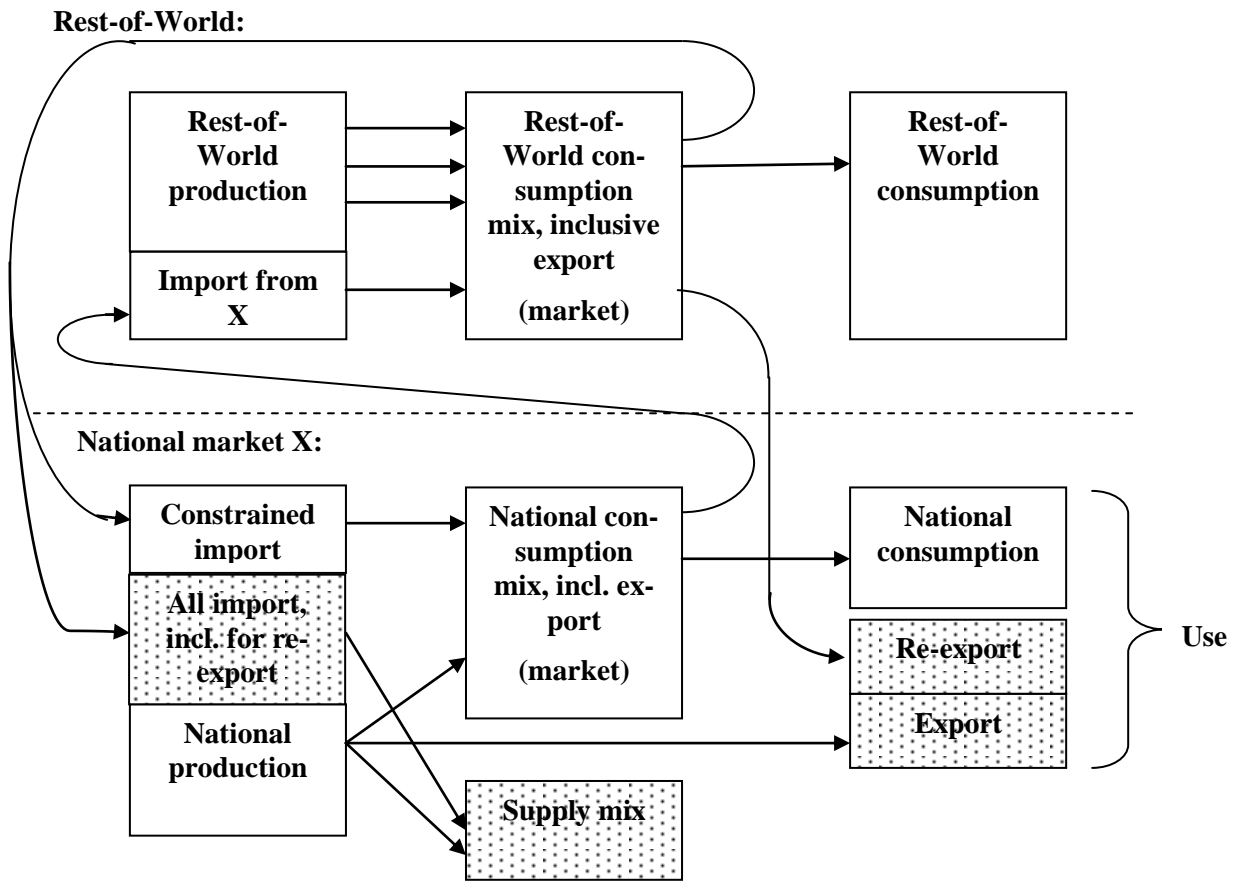 Rest-of-World:
Rest-of-
World
production
Rest-of-
World con-
sumption
mix, inclusive
export
(market)
Rest-of-
World
consumption
Import from
X
National market X:
Constrained
import
All import,
incl. for re-
export
National
production
National con-
sumption
mix, incl. ex-
port
(market)
Supply mix
National
consumption
Re-export
Export
Use